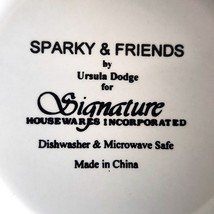 SPARKY & FRIENDS
by
Ursula Dodge
for
Signature
HOUSEWARES INCORPORATED
Dishwasher & Microwave Safe
Made in China